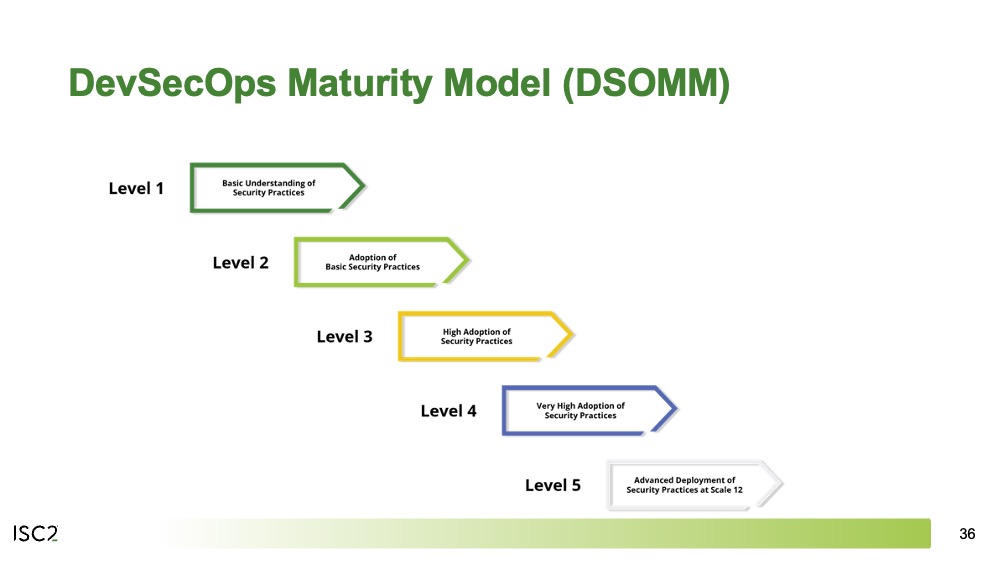 DevSecOps Maturity Model (DSOMM)
Level 1
Basic Understanding of
Security Practices
Level 2
Adoption of
Basic Security Practices
Level 3
High Adoption of
Security Practices
Level 4
Very High Adoption of
Security Practices
Level 5
Advanced Deployment of
Security Practices at Scale 12
ISC2
36